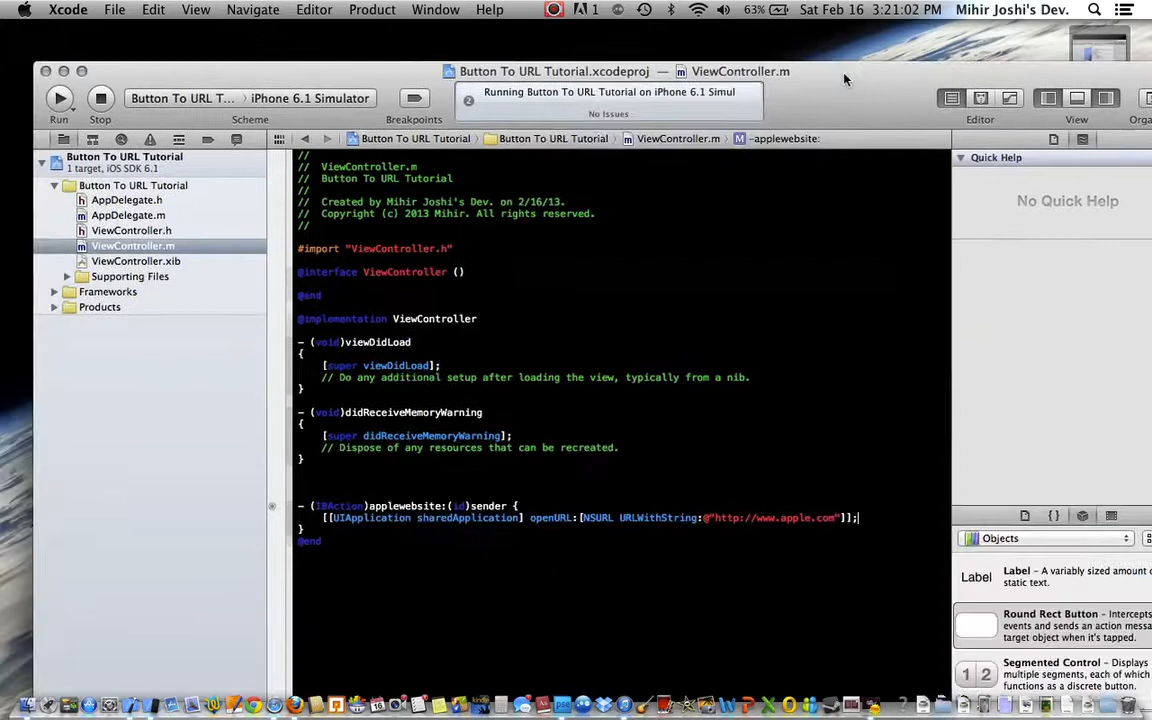 Xcode File Edit View Navigate Editor Product Window Help 1 63% Sat Feb 16 3:21:02 PM Mihir Joshi's Dev.
Button To URL Tutorial.xcodeproj — ViewController.m
Button To URL T... iPhone 6.1 Simulator
Running Button To URL Tutorial on iPhone 6.1 Simul
2
No Issues
Run Stop Scheme Breakpoints Editor View Orga
Button To URL Tutorial Button To URL Tutorial ViewController.m M -applewebsite:
Button To URL Tutorial
1 target, iOS SDK 6.1
Button To URL Tutorial
AppDelegate.h
AppDelegate.m
ViewController.h
ViewController.m
ViewController.xib
Supporting Files
Frameworks
Products
//
// ViewController.m
// Button To URL Tutorial
//
// Created by Mihir Joshi's Dev. on 2/16/13.
// Copyright (c) 2013 Mihir. All rights reserved.
//
#import "ViewController.h"
@interface ViewController ()
@end
@implementation ViewController
- (void)viewDidLoad
{
[super viewDidLoad];
// Do any additional setup after loading the view, typically from a nib.
}
- (void)didReceiveMemoryWarning
{
[super didReceiveMemoryWarning];
// Dispose of any resources that can be recreated.
}
- (IBAction)applewebsite:(id)sender {
[[UIApplication sharedApplication] openURL:[NSURL URLWithString:@"http://www.apple.com"]];
}
@end
Quick Help
No Quick Help
Objects
Label
Label - A variably sized amount o
static text.
Round Rect Button - Intercepts
events and sends an action messa
target object when it's tapped.
1 2
Segmented Control - Displays
multiple segments, each of which
functions as a discrete button.